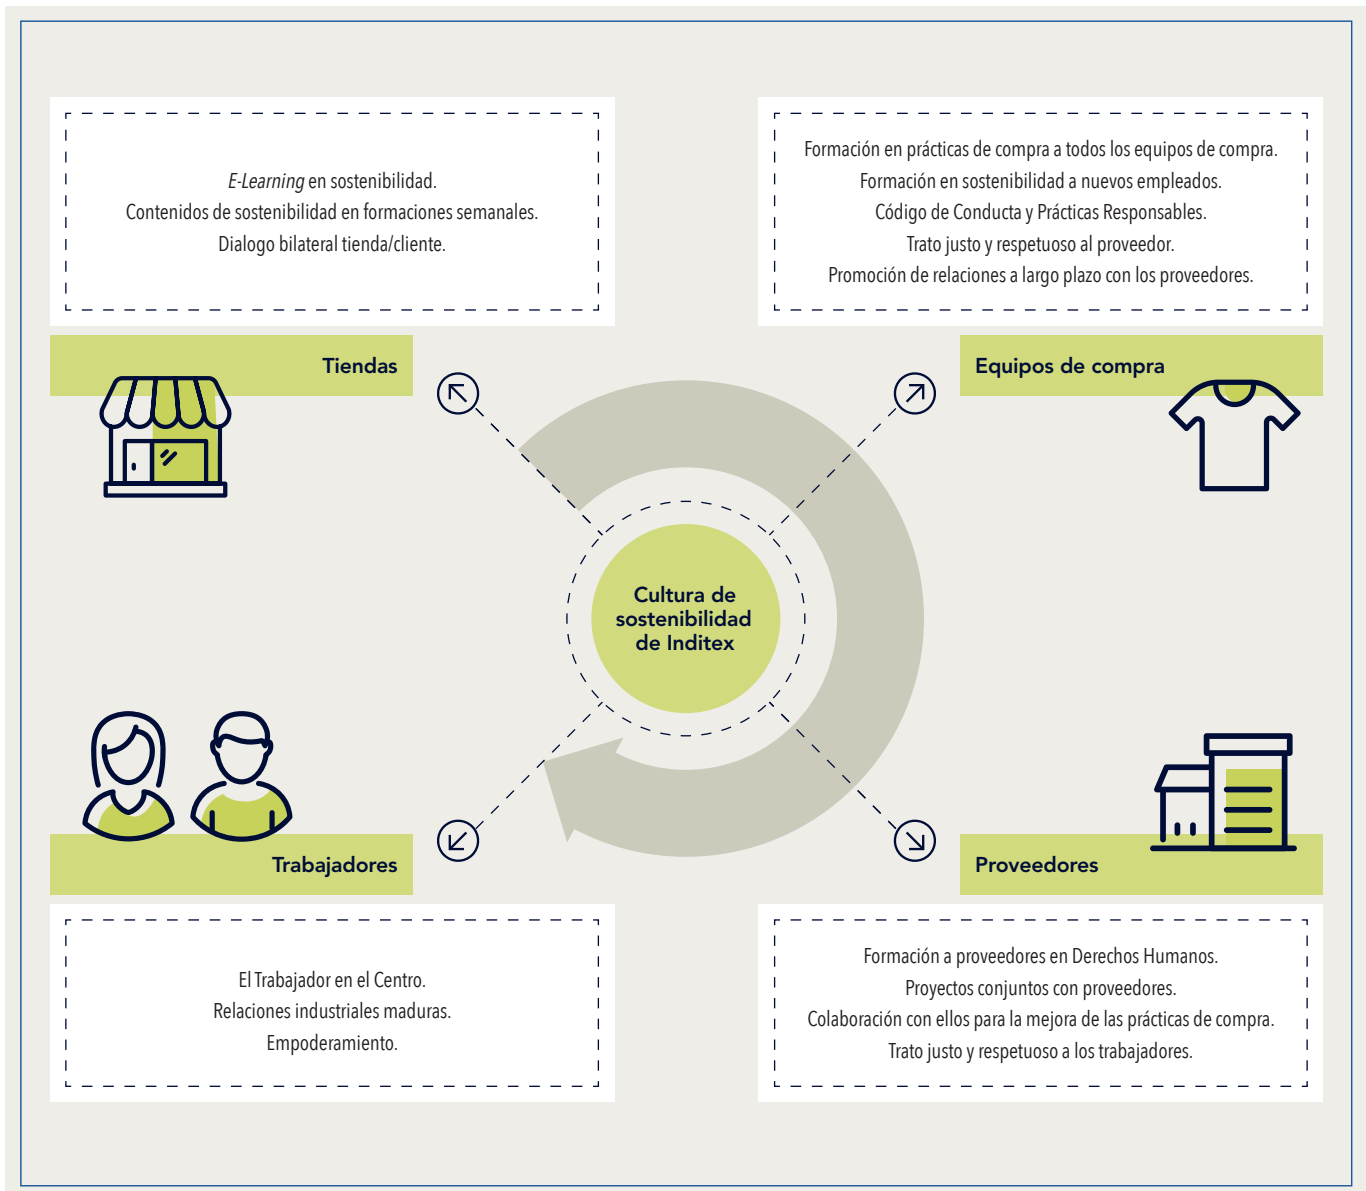 E-Learning en sostenibilidad.
Contenidos de sostenibilidad en formaciones semanales.
Dialogo bilateral tienda/cliente.
Tiendas
Formación en prácticas de compra a todos los equipos de compra.
Formación en sostenibilidad a nuevos empleados.
Código de Conducta y Prácticas Responsables.
Trato justo y respetuoso al proveedor.
Promoción de relaciones a largo plazo con los proveedores.
Equipos de compra
Cultura de
sostenibilidad
de Inditex
Trabajadores
El Trabajador en el Centro.
Relaciones industriales maduras.
Empoderamiento.
Proveedores
Formación a proveedores en Derechos Humanos.
Proyectos conjuntos con proveedores.
Colaboración con ellos para la mejora de las prácticas de compra.
Trato justo y respetuoso a los trabajadores.